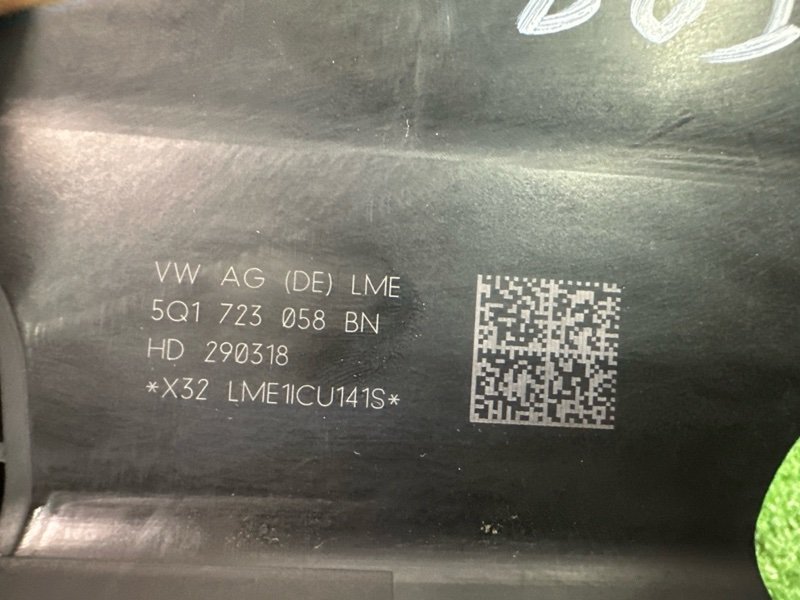 VW AG (DE) LME
5Q1 723 058 BN
HD 290318
*X32 LME1ICU141S*